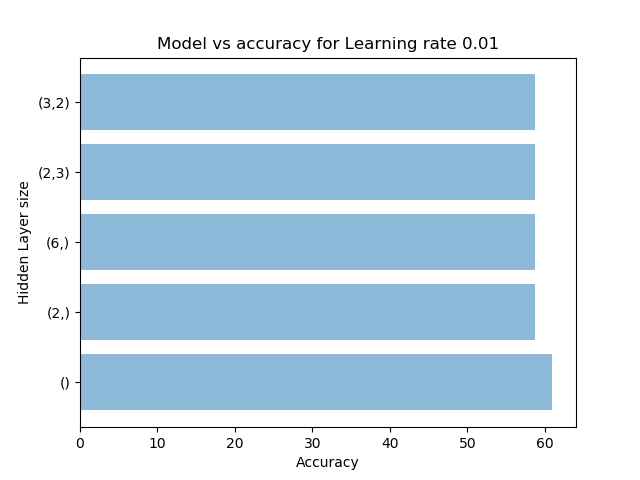 Model vs accuracy for Learning rate 0.01
Hidden Layer size
(3,2)
(2,3)
(6,)
(2,)
()
0 10 20 30 40 50 60
Accuracy